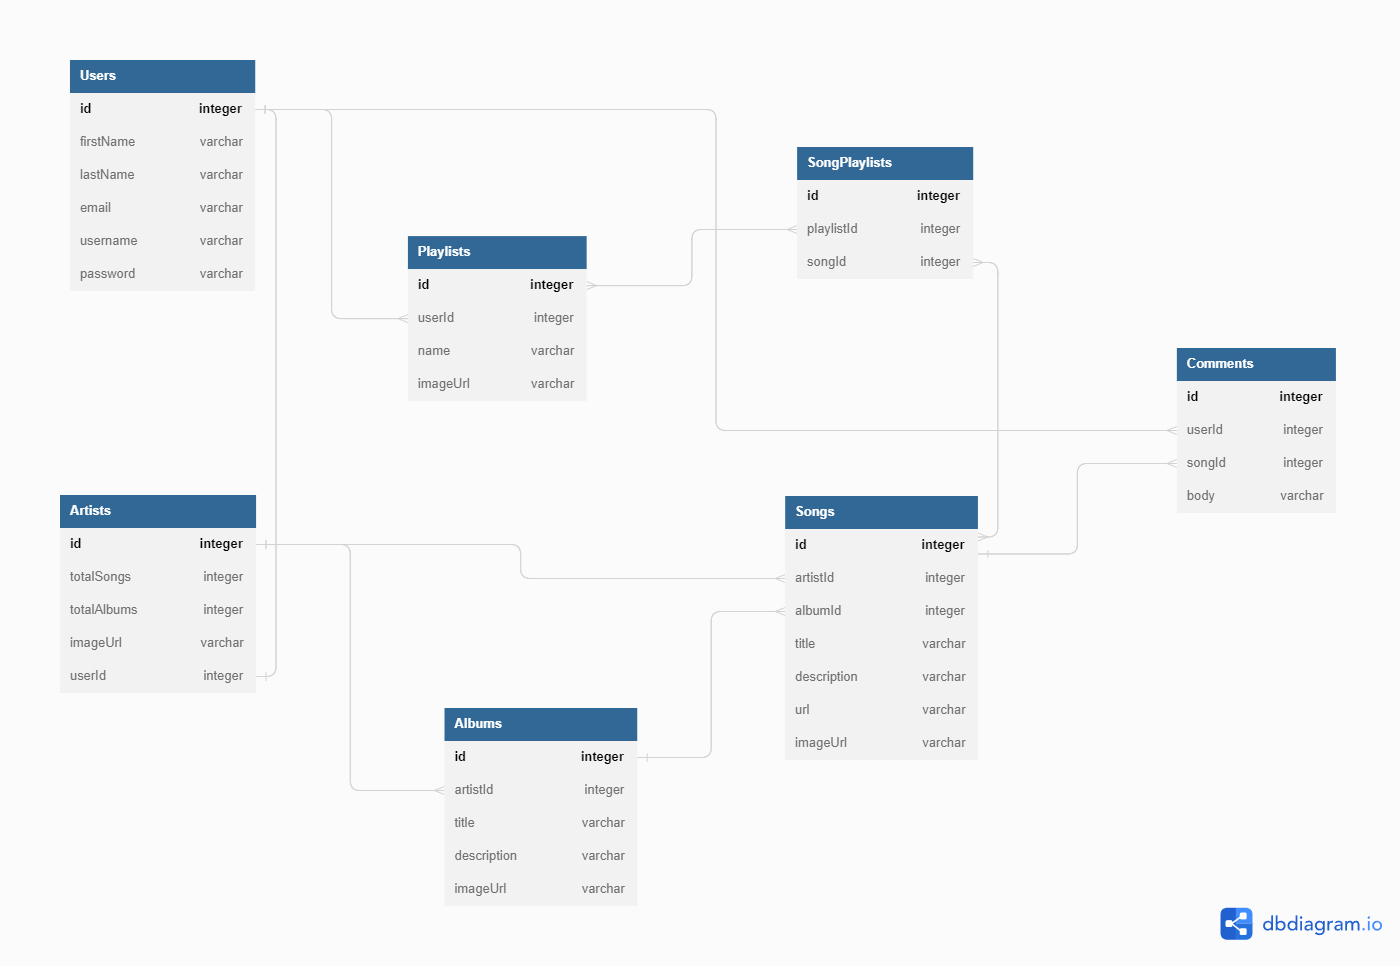 Users
id integer
firstName varchar
lastName varchar
email varchar
username varchar
password varchar
Playlists
id integer
userId integer
name varchar
imageUrl varchar
SongPlaylists
id integer
playlistId integer
songId integer
Comments
id integer
userId integer
songId integer
body varchar
Artists
id integer
totalSongs integer
totalAlbums integer
imageUrl varchar
userId integer
Songs
id integer
artistId integer
albumId integer
title varchar
description varchar
url varchar
imageUrl varchar
Albums
id integer
artistId integer
title varchar
description varchar
imageUrl varchar
dbdiagram.io